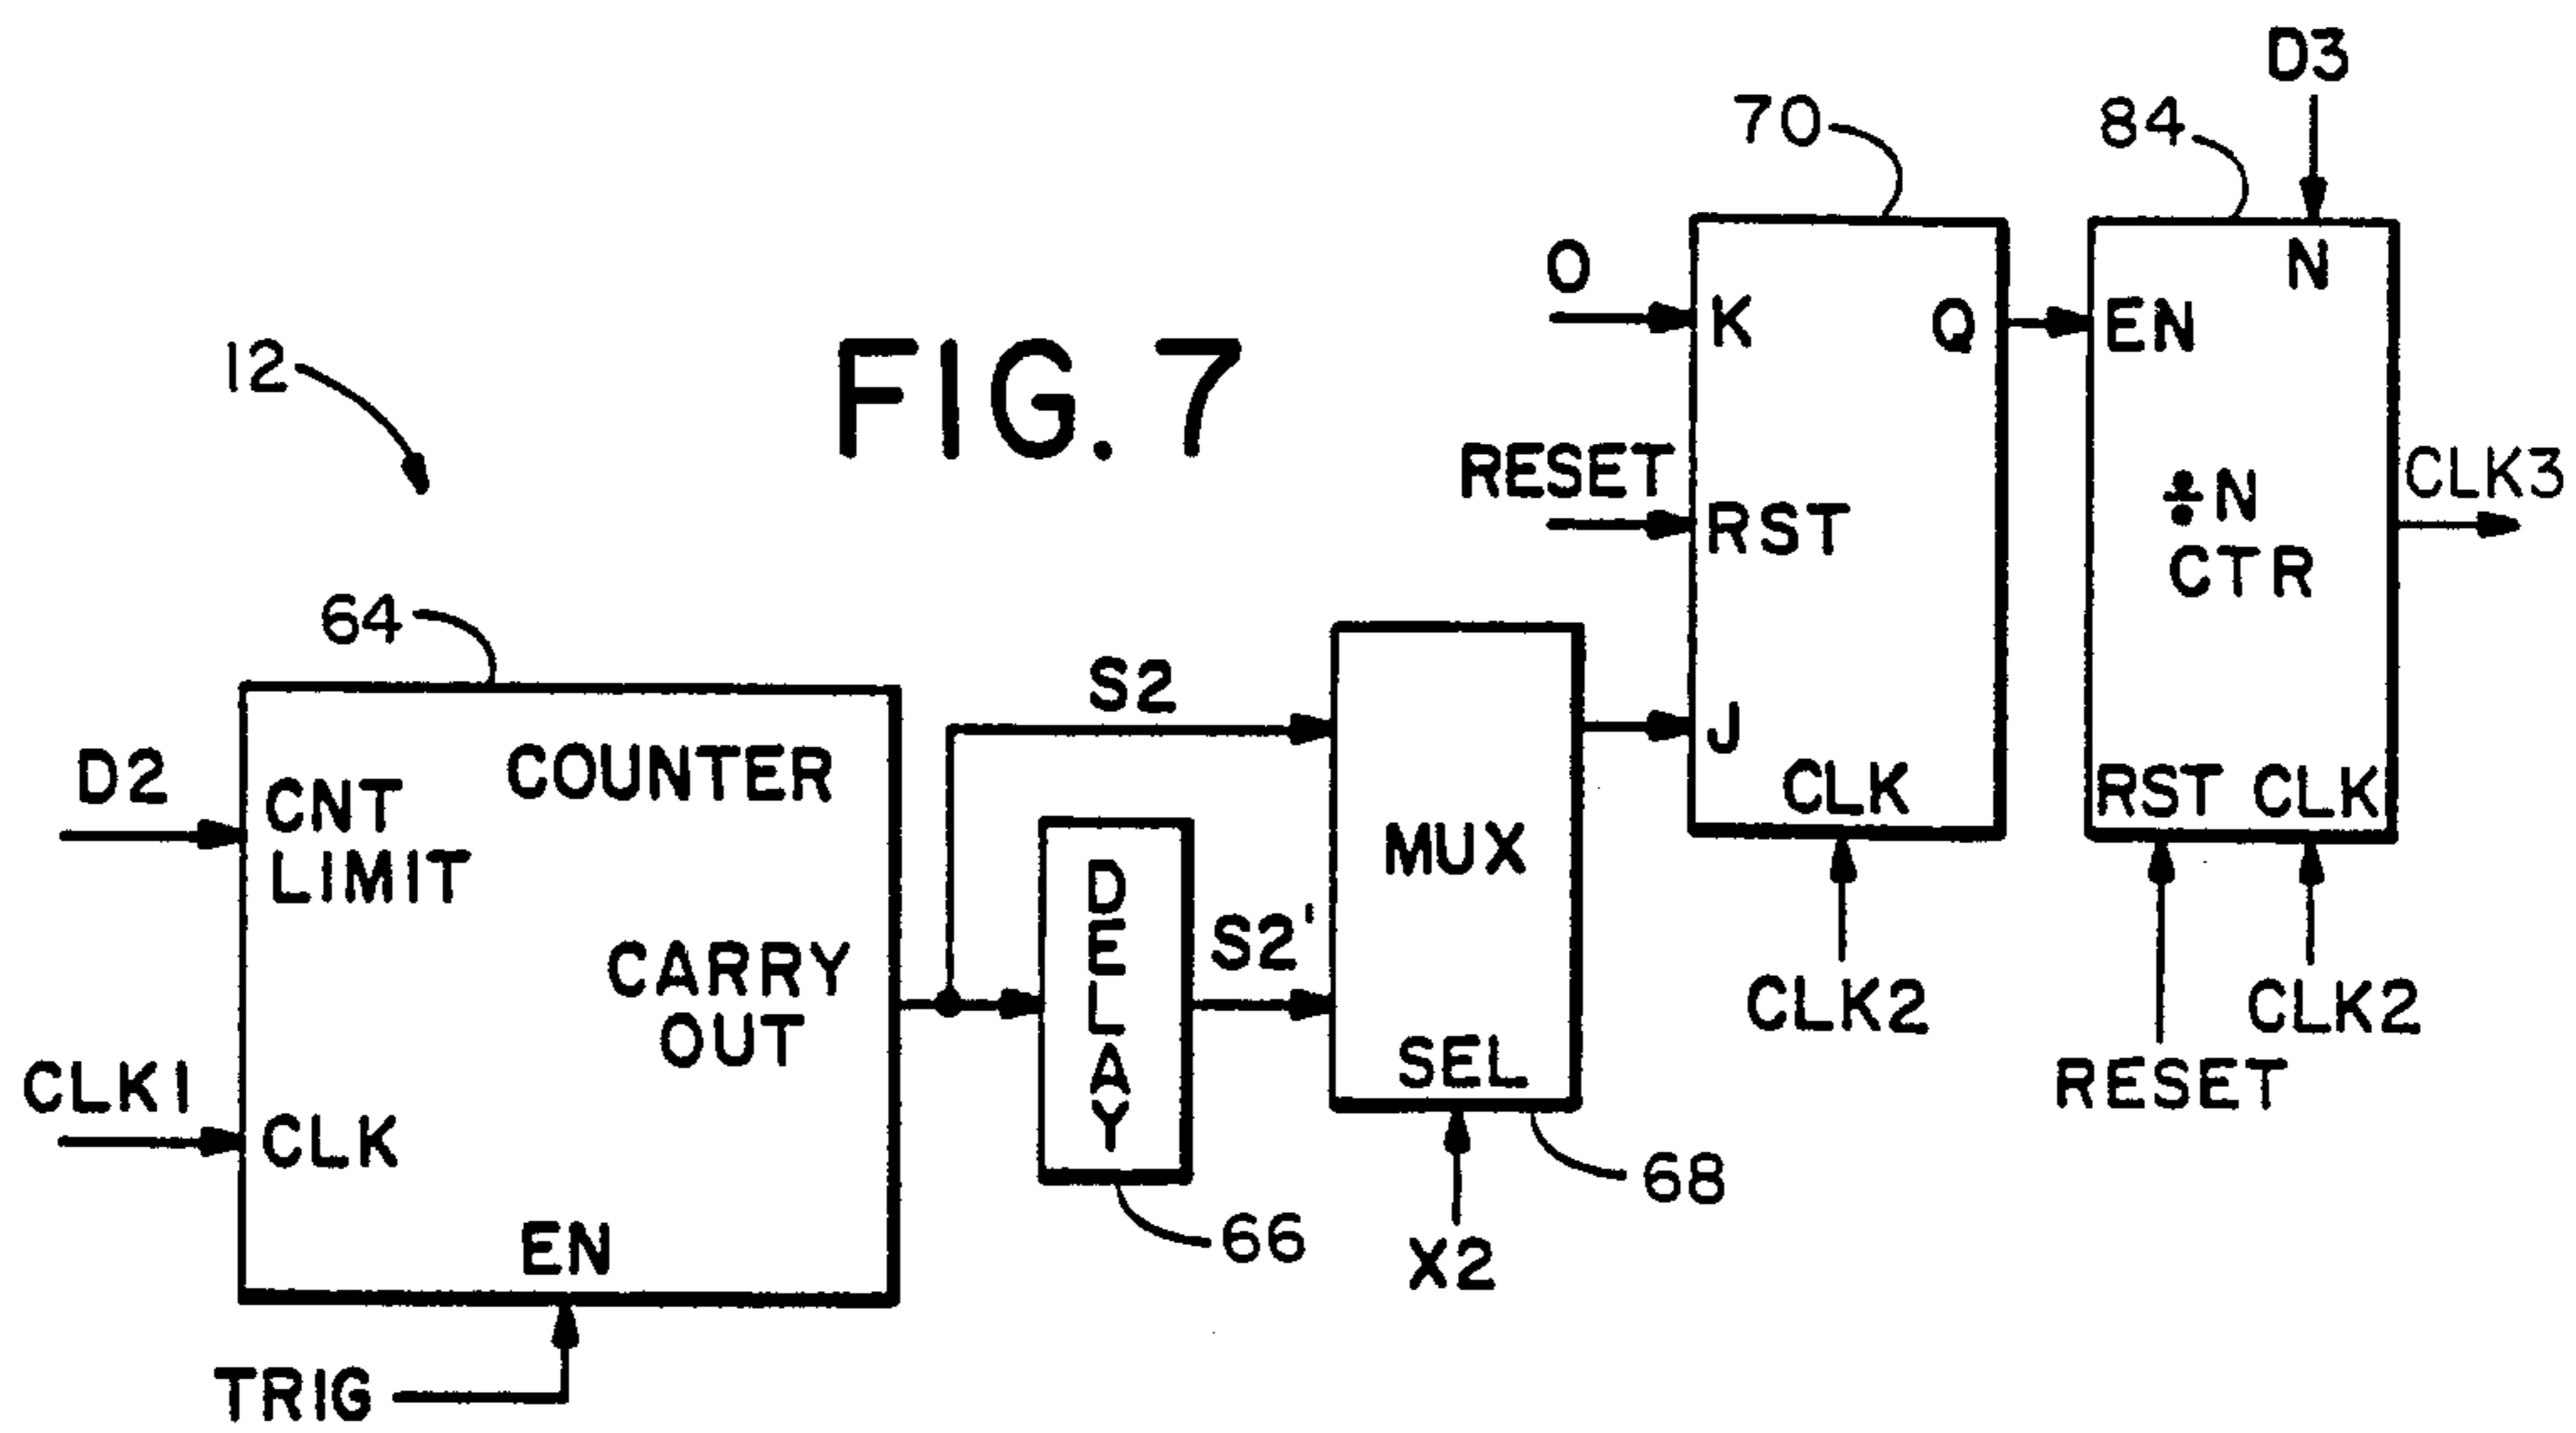 D3
70
84
O
N
K
Q
EN
12
FIG. 7
RESET
RST
÷N
CTR
CLK3
64
S2
J
D2
CNT
LIMIT
COUNTER
CLK
RST CLK
MUX
DELAY
S2'
CARRY
OUT
CLK2
CLK2
SEL
RESET
CLK1
CLK
68
66
EN
X2
TRIG